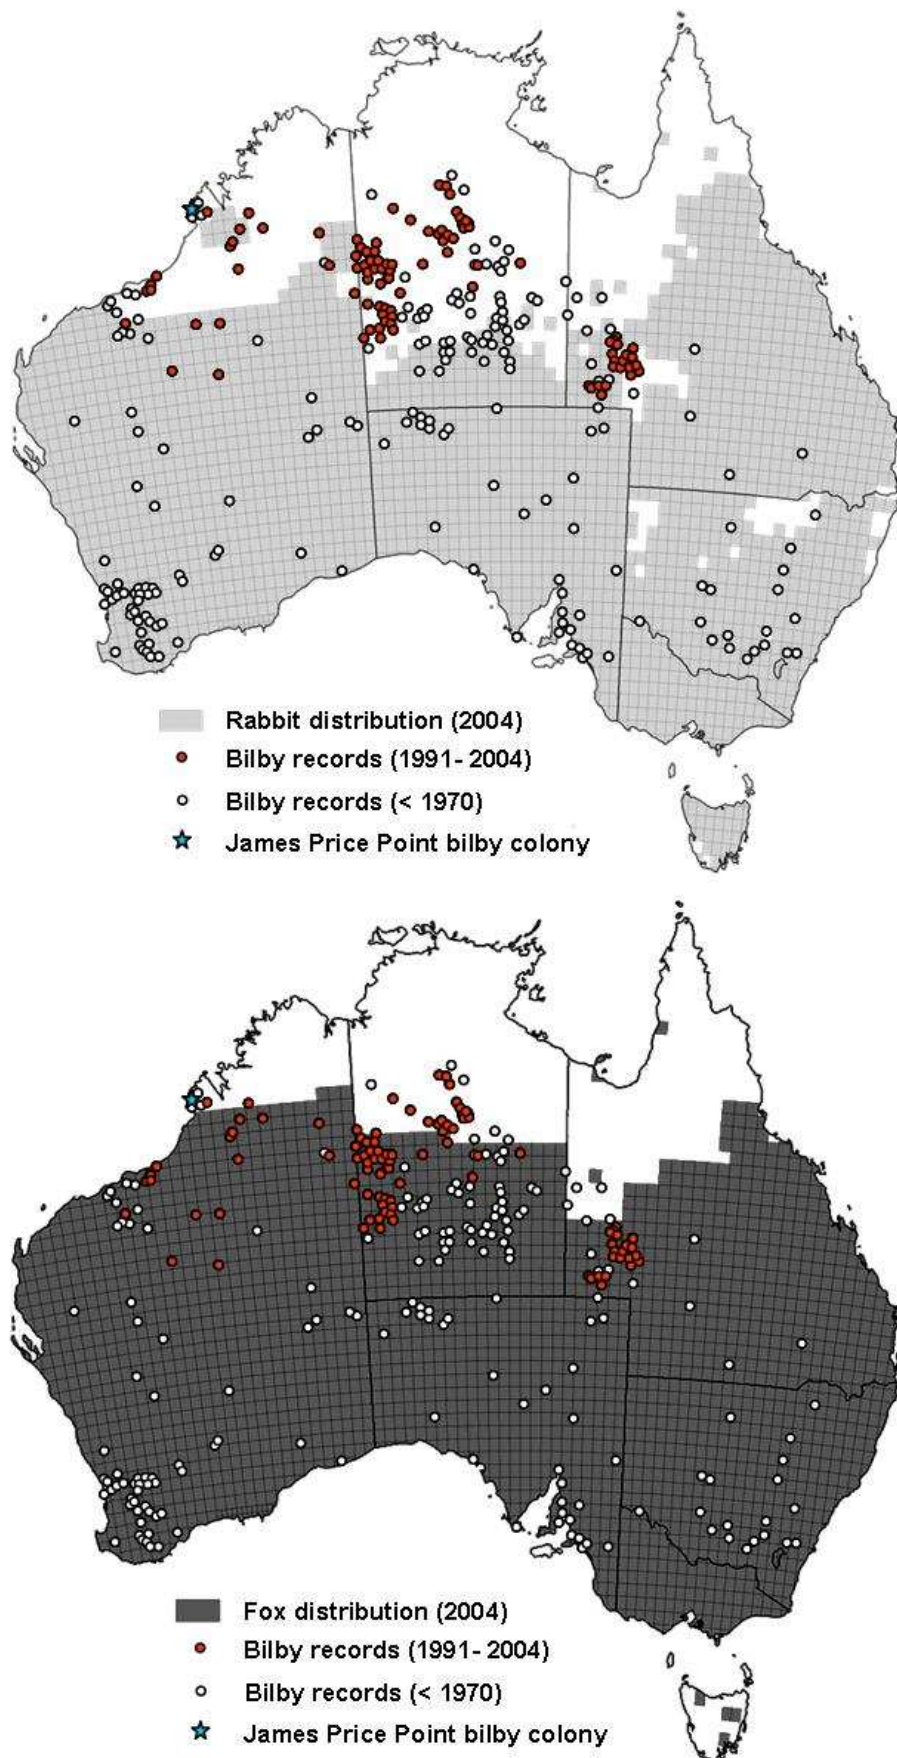 Rabbit distribution (2004)
Bilby records (1991- 2004)
Bilby records (< 1970)
James Price Point bilby colony
Fox distribution (2004)
Bilby records (1991- 2004)
Bilby records (< 1970)
James Price Point bilby colony